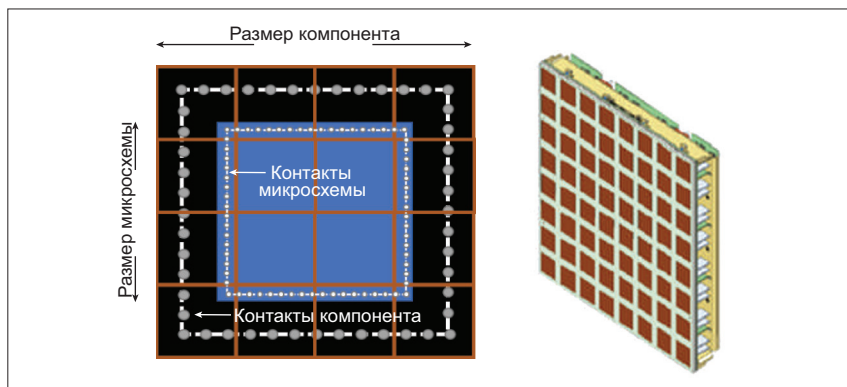 Размер компонента
Размер микросхемы
Контакты
микросхемы
Контакты компонента